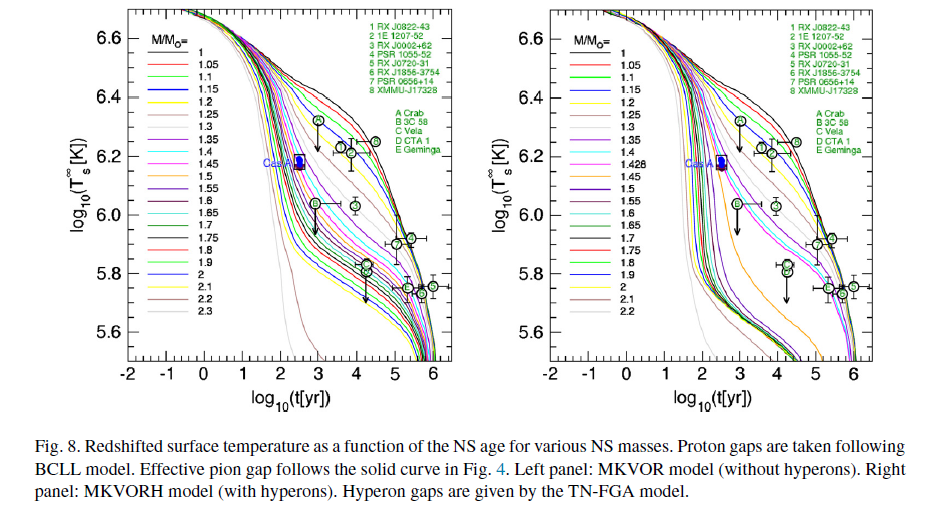 6.6
6.4
6.2
6.0
5.8
5.6
log10(Ts∞ [K])
M/M⊙=
1
1.05
1.1
1.15
1.2
1.25
1.3
1.35
1.4
1.45
1.5
1.55
1.6
1.65
1.7
1.75
1.8
1.9
2
2.1
2.2
2.3
1 RX J0822-43
2 1E 1207-52
3 RX J0002+62
4 PSR 1055-52
5 RX J0720-31
6 RX J1856-3754
7 PSR 0656+14
8 XMMU-J17328
A Crab
B 3C 58
C Vela
D CTA 1
E Geminga
Cas A
A
8
B
3
4
5
E
-2 -1 0 1 2 3 4 5 6
log10(t[yr])
6.6
6.4
6.2
6.0
5.8
5.6
log10(Ts∞ [K])
M/M⊙=
1
1.05
1.1
1.15
1.2
1.25
1.3
1.35
1.4
1.426
1.45
1.5
1.55
1.6
1.65
1.7
1.75
1.8
1.9
2
2.1
2.2
1 RX J0822-43
2 1E 1207-52
3 RX J0002+62
4 PSR 1055-52
5 RX J0720-31
6 RX J1856-3754
7 PSR 0656+14
8 XMMU-J17328
A Crab
B 3C 58
C Vela
D CTA 1
E Geminga
Cas A
A
8
B
3
4
5
E
-2 -1 0 1 2 3 4 5 6
log10(t[yr])
Fig. 8. Redshifted surface temperature as a function of the NS age for various NS masses. Proton gaps are taken following
BCLL model. Effective pion gap follows the solid curve in Fig. 4. Left panel: MKVOR model (without hyperons). Right
panel: MKVORH model (with hyperons). Hyperon gaps are given by the TN-FGA model.